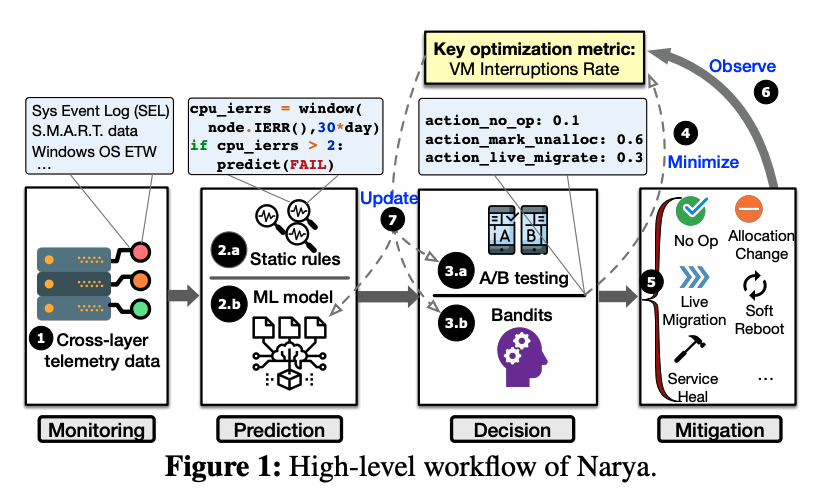 Key optimization metric:
VM Interruptions Rate
Observe
6
Sys Event Log (SEL)
S.M.A.R.T. data
Windows OS ETW
...
cpu_ierrs = window(
node.IERR(),30*day)
if cpu_ierrs > 2:
predict(FAIL)
action_no_op: 0.1
action_mark_unalloc: 0.6
action_live_migrate: 0.3
4
Minimize
Update
7
1
Cross-layer
telemetry data
2.a
Static rules
2.b
ML model
A B
3.a
A/B testing
3.b
Bandits
5
No Op
Allocation
Change
Live
Migration
Soft
Reboot
Service
Heal
...
Monitoring
Prediction
Decision
Mitigation
Figure 1: High-level workflow of Narya.